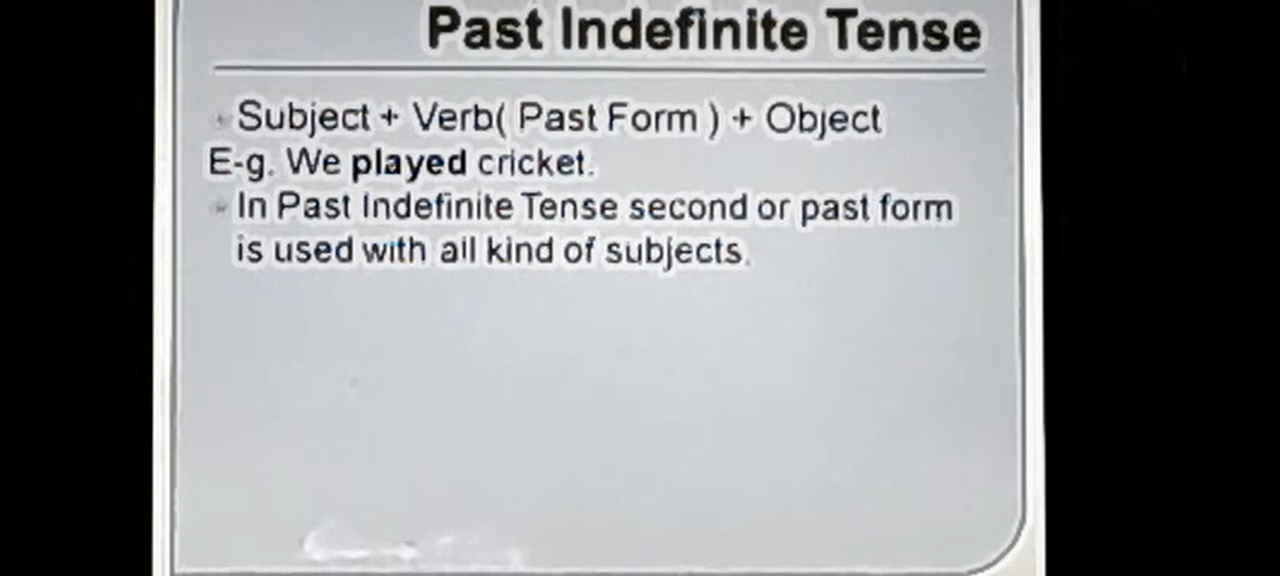 Past Indefinite Tense
Subject + Verb( Past Form ) + Object
E-g. We played cricket.
In Past Indefinite Tense second or past form
is used with all kind of subjects.